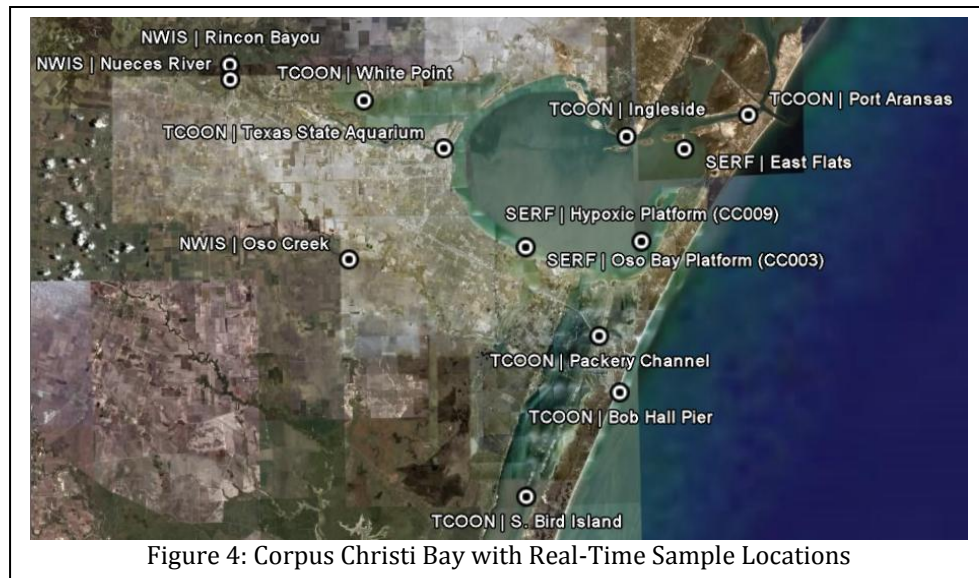 NWIS | Rincon Bayou
NWIS | Nueces River
TCOON | White Point
TCOON | Ingleside
TCOON | Port Aransas
TCOON | Texas State Aquarium
SERF | East Flats
SERF | Hypoxic Platform (CC009)
NWIS | Oso Creek
SERF | Oso Bay Platform (CC003)
TCOON | Packery Channel
TCOON | Bob Hall Pier
TCOON | S. Bird Island
Figure 4: Corpus Christi Bay with Real-Time Sample Locations